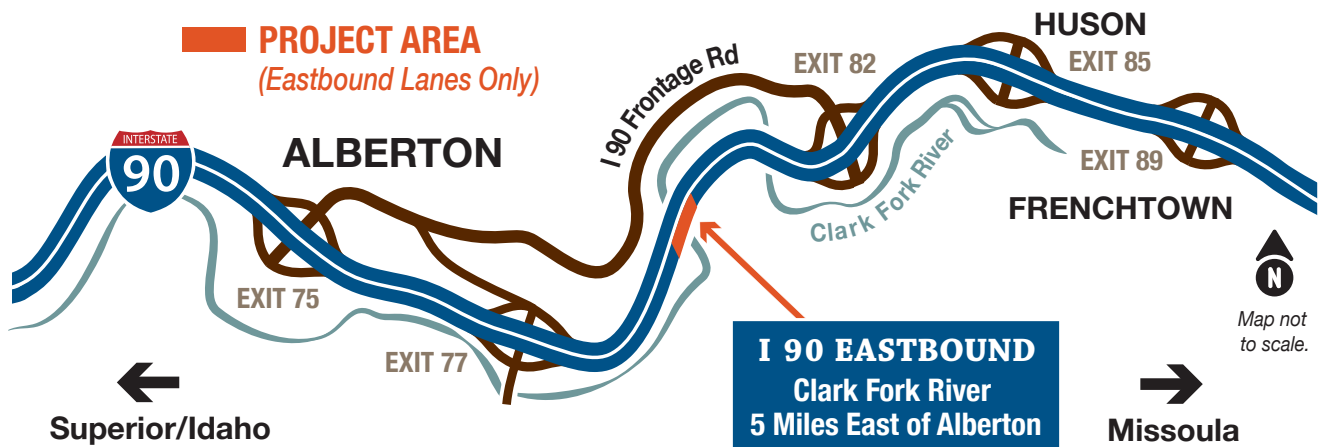 PROJECT AREA
(Eastbound Lanes Only)
HUSON
EXIT 85
EXIT 82
I 90 Frontage Rd
INTERSTATE
90
ALBERTON
EXIT 89
Clark Fork River
FRENCHTOWN
EXIT 75
EXIT 77
N
Map not
to scale.
I 90 EASTBOUND
Clark Fork River
5 Miles East of Alberton
Superior/Idaho
Missoula